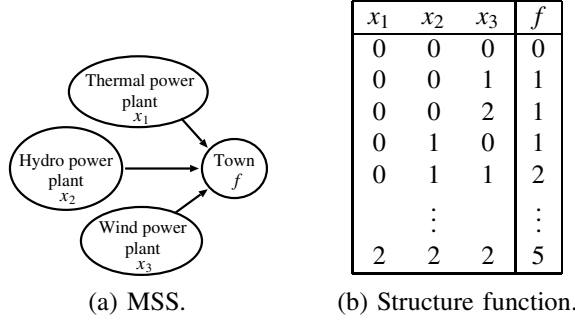 Thermal power
plant
x₁
Hydro power
plant
x₂
Wind power
plant
x₃
Town
f
(a) MSS.
x₁ x₂ x₃ f
0 0 0 0
0 0 1 1
0 0 2 1
0 1 0 1
0 1 1 2
⋮ ⋮
2 2 2 5
(b) Structure function.